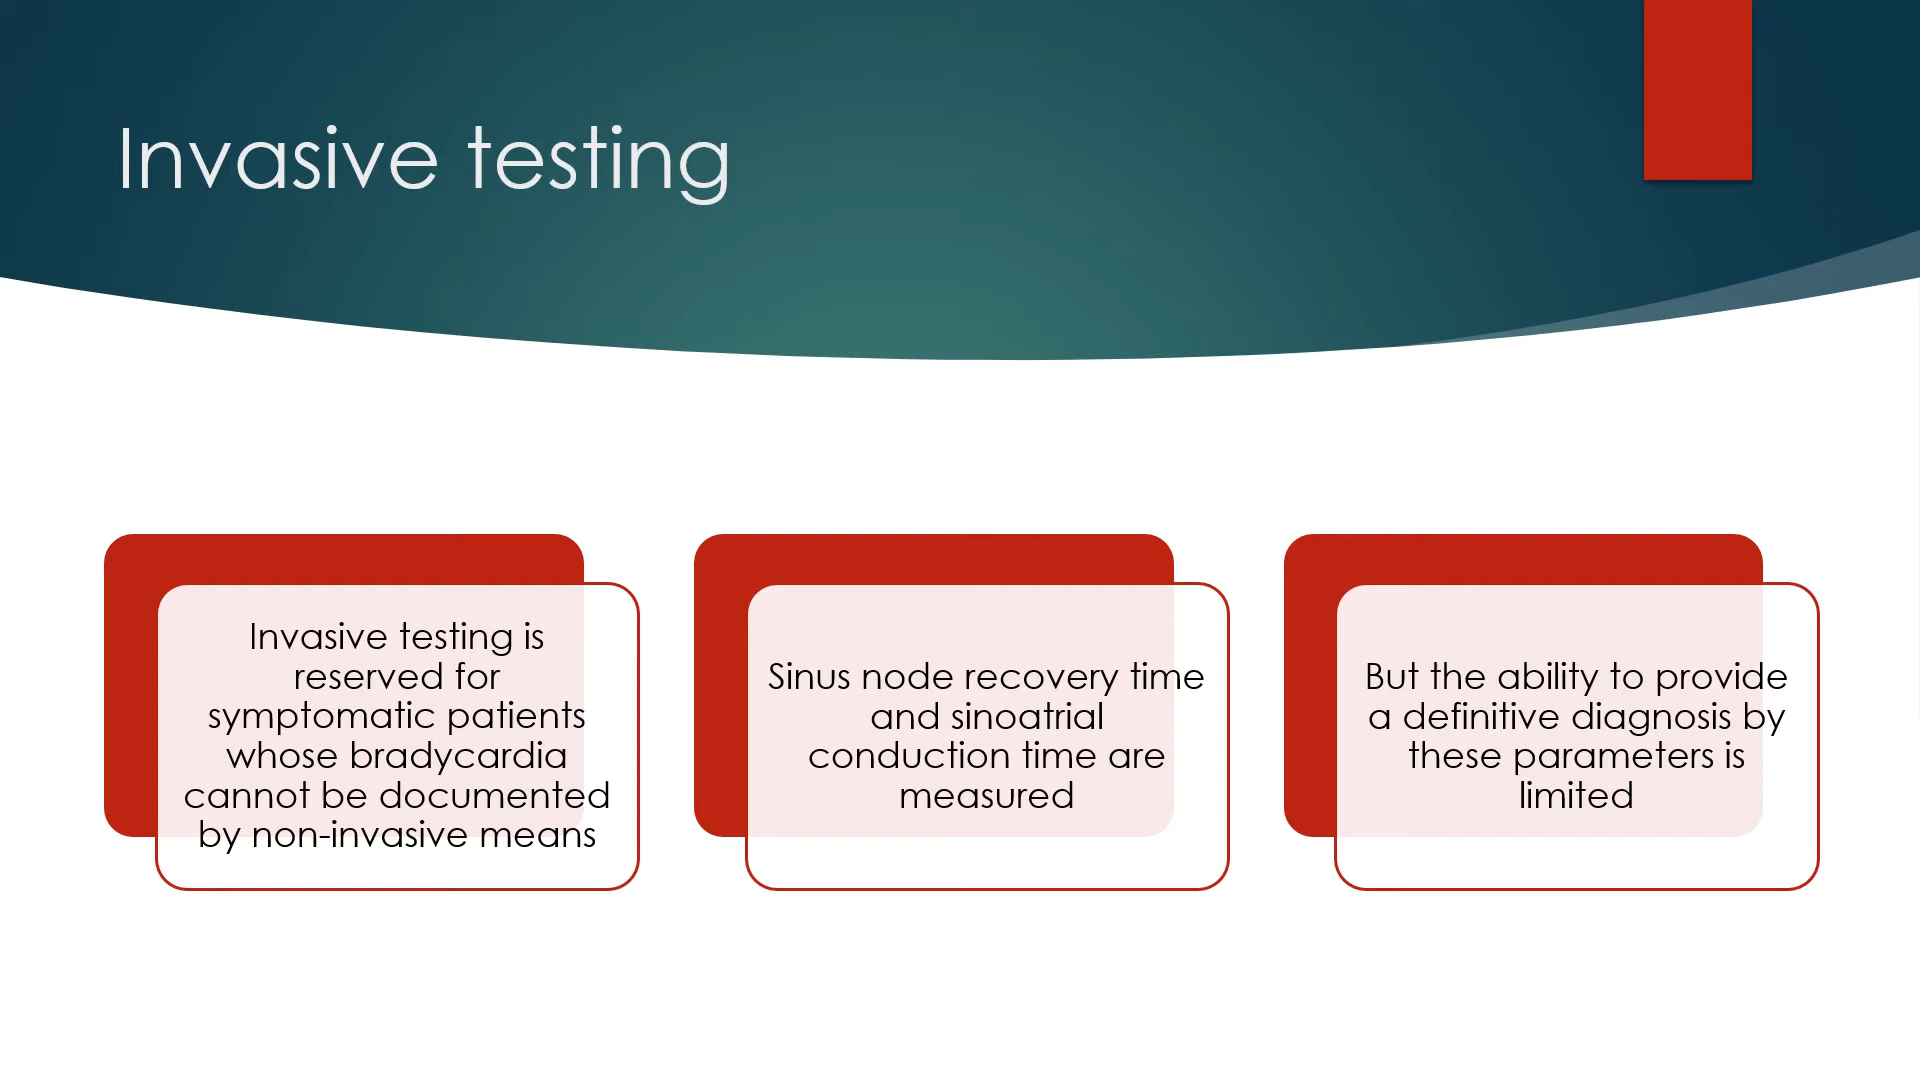 Invasive testing
Invasive testing is
reserved for
symptomatic patients
whose bradycardia
cannot be documented
by non-invasive means
Sinus node recovery time
and sinoatrial
conduction time are
measured
But the ability to provide
a definitive diagnosis by
these parameters is
limited